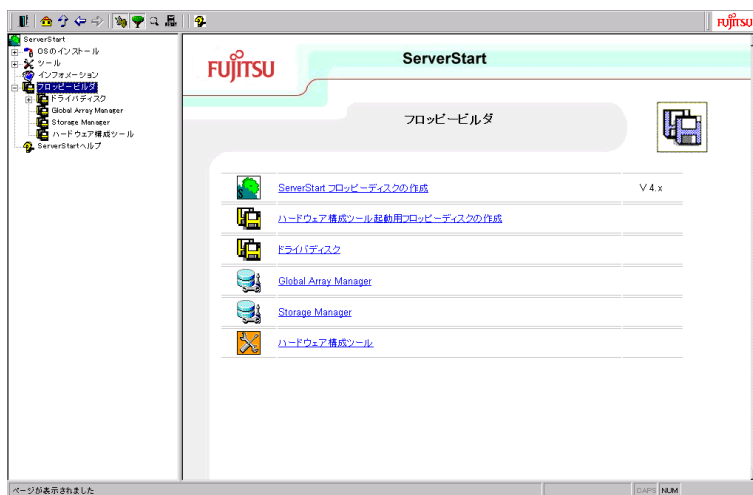 FUJITSU
ServerStart
OSのインストール
ツール
インフォメーション
フロッピービルダ
ドライバディスク
Global Array Manager
Storage Manager
ハードウェア構成ツール
ServerStartヘルプ
FUJITSU
ServerStart
フロッピービルダ
ServerStart フロッピーディスクの作成 V 4.x
ハードウェア構成ツール起動用フロッピーディスクの作成
ドライバディスク
Global Array Manager
Storage Manager
ハードウェア構成ツール
ページが表示されました
CAPS NUM